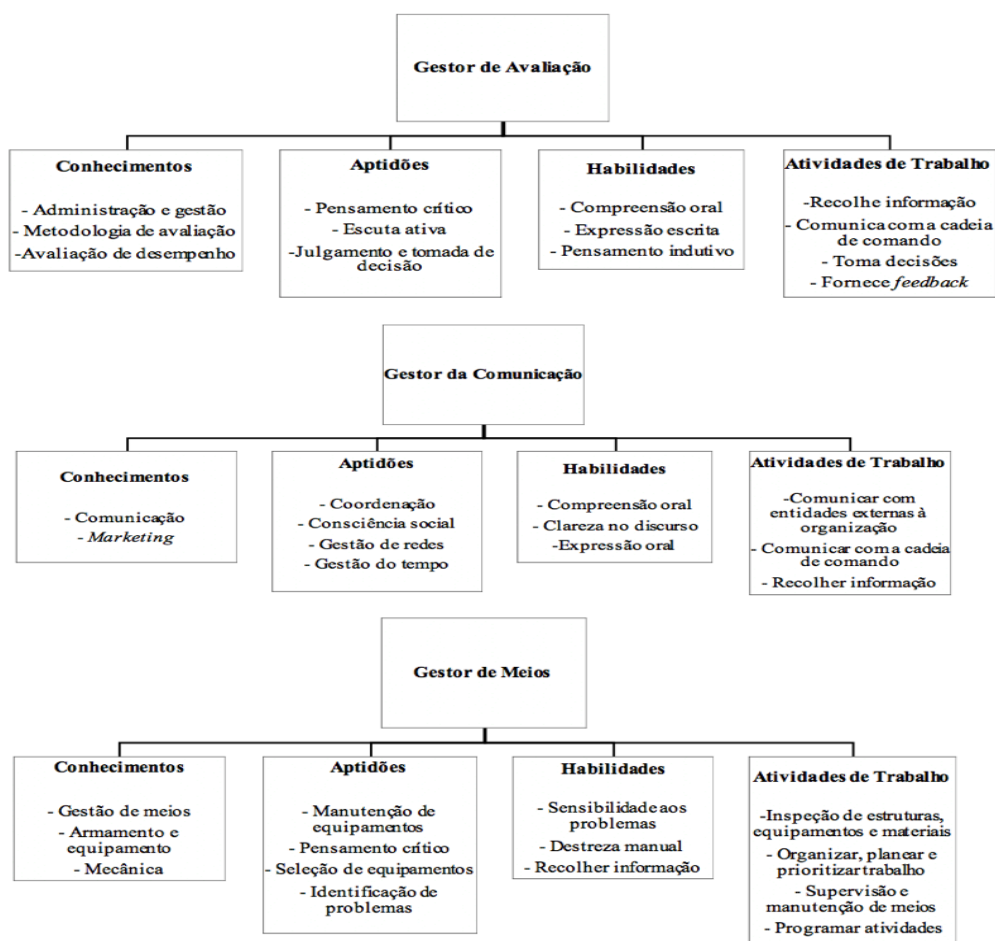 Gestor de Avaliação
Conhecimentos
- Administração e gestão
- Metodologia de avaliação
-Avaliação de desempenho
Aptidões
- Pensamento crítico
- Escuta ativa
-Julgamento e tomada de
decisão
Habilidades
- Compreensão oral
- Expressão escrita
- Pensamento indutivo
Atividades de Trabalho
-Recolhe informação
- Comunica com a cadeia
de comando
- Toma decisões
- Fornece feedback
Gestor da Comunicação
Conhecimentos
- Comunicação
- Marketing
Aptidões
- Coordenação
- Consciência social
- Gestão de redes
- Gestão do tempo
Habilidades
- Compreensão oral
- Clareza no discurso
-Expressão oral
Atividades de Trabalho
-Comunicar com
entidades externas à
organização
- Comunicar com a cadeia
de comando
- Recolher informação
Gestor de Meios
Conhecimentos
- Gestão de meios
- Armamento e
equipamento
- Mecânica
Aptidões
- Manutenção de
equipamentos
- Pensamento crítico
- Seleção de equipamentos
- Identificação de
problemas
Habilidades
- Sensibilidade aos
problemas
- Destreza manual
- Recolher informação
Atividades de Trabalho
-Inspeção de estruturas,
equipamentos e materiais
- Organizar, planear e
prioritizar trabalho
- Supervisão e
manutenção de meios
- Programar atividades